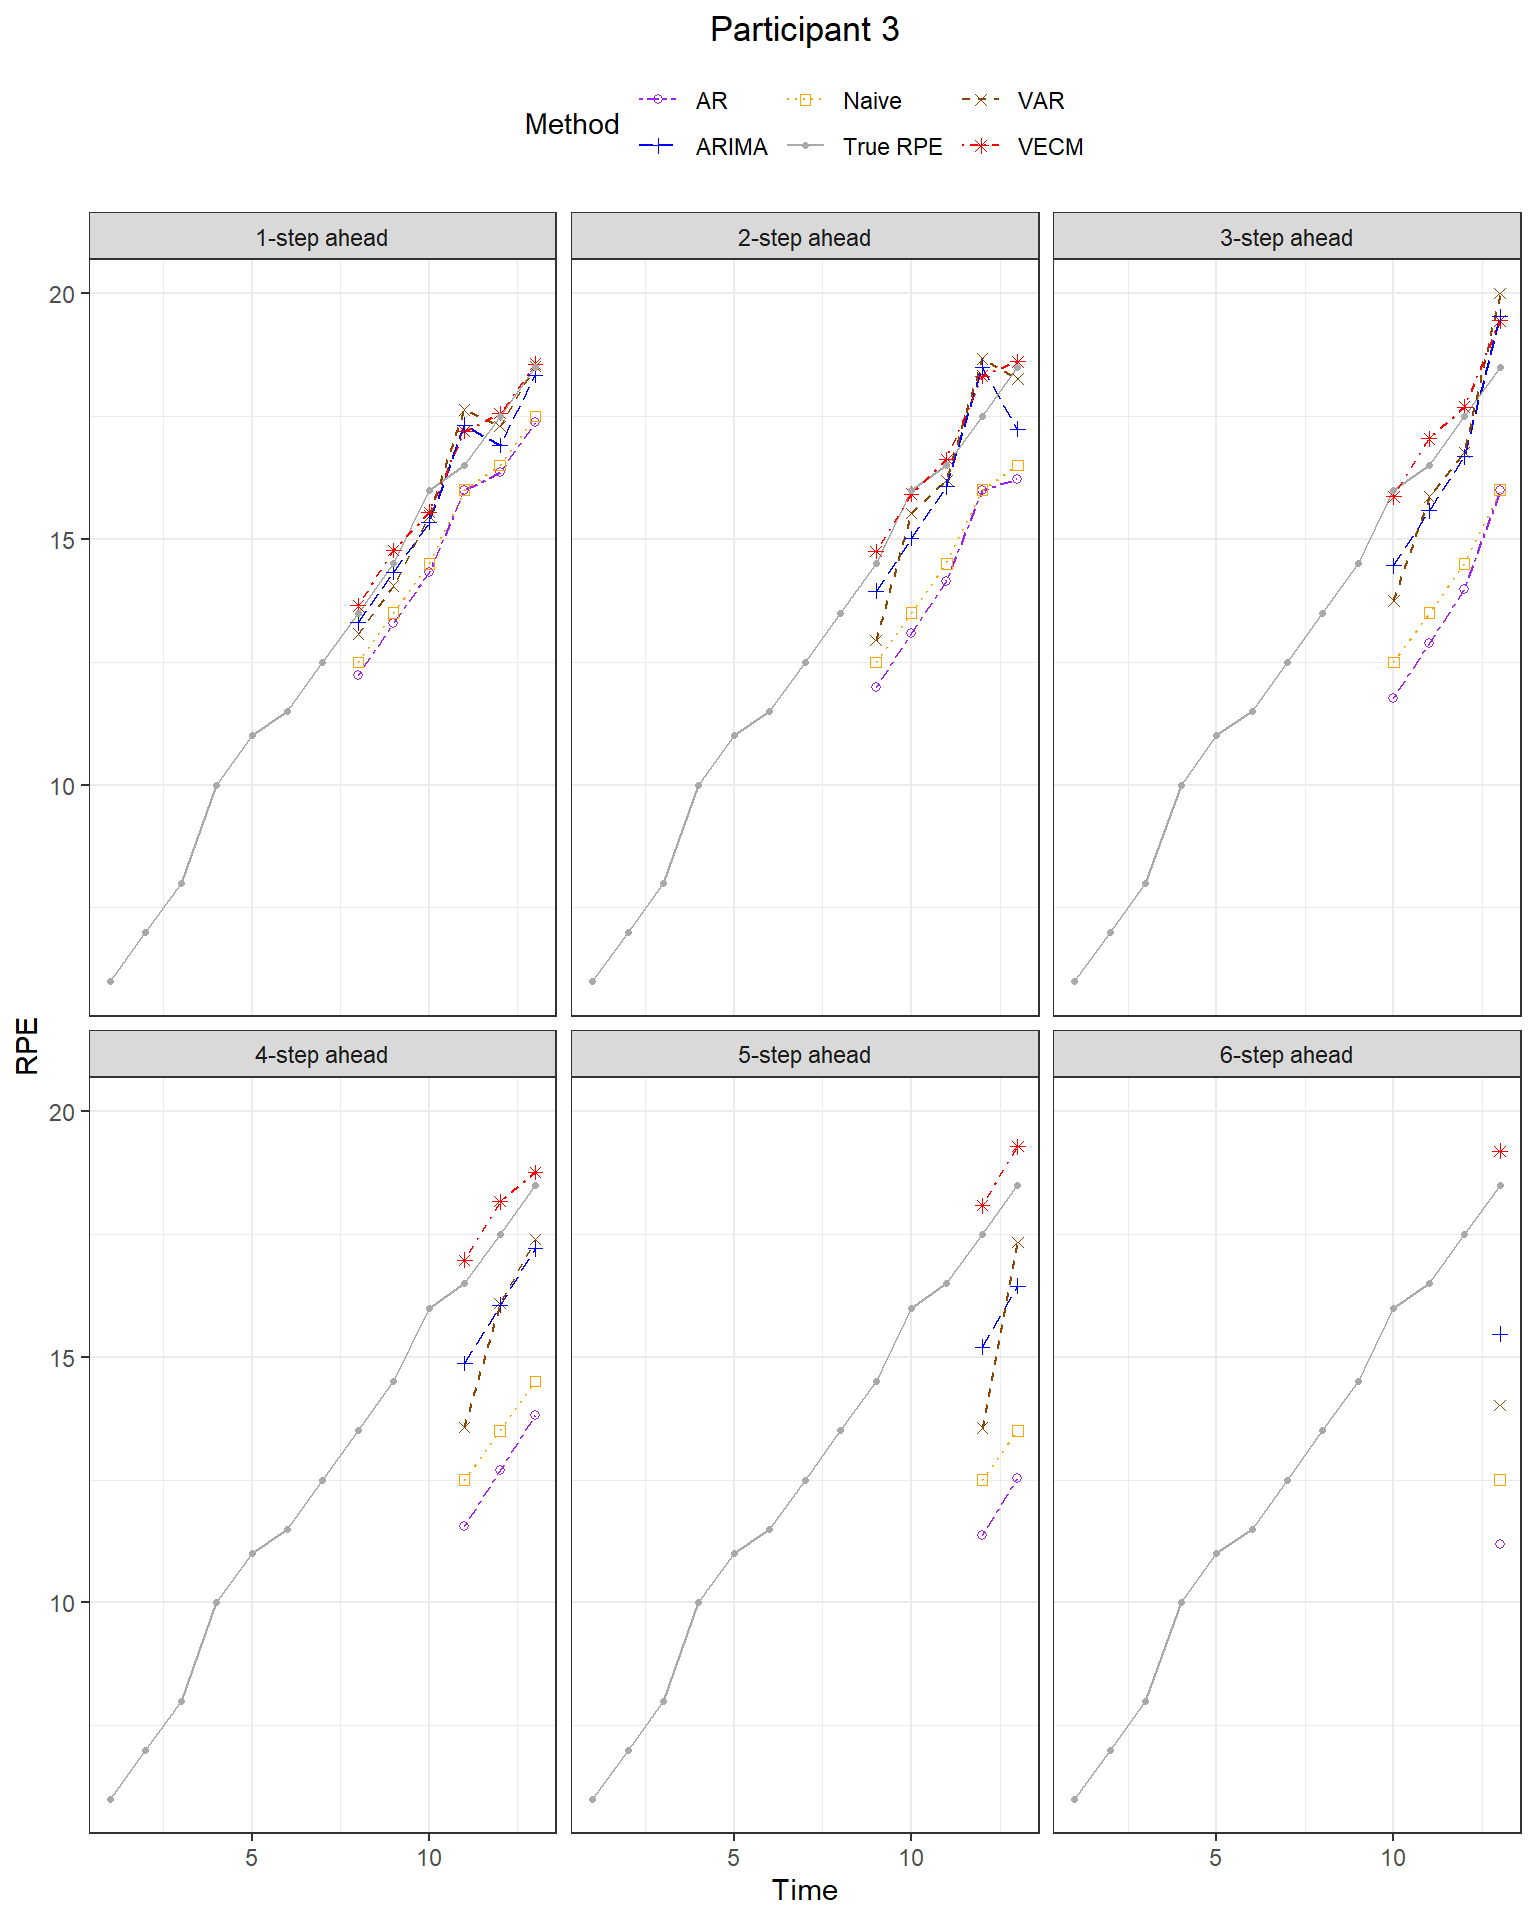 Participant 3
Method
AR
Naive
VAR
ARIMA
True RPE
VECM
1-step ahead
2-step ahead
3-step ahead
20
15
10
RPE
4-step ahead
5-step ahead
6-step ahead
20
15
10
5
10
5
10
5
10
Time